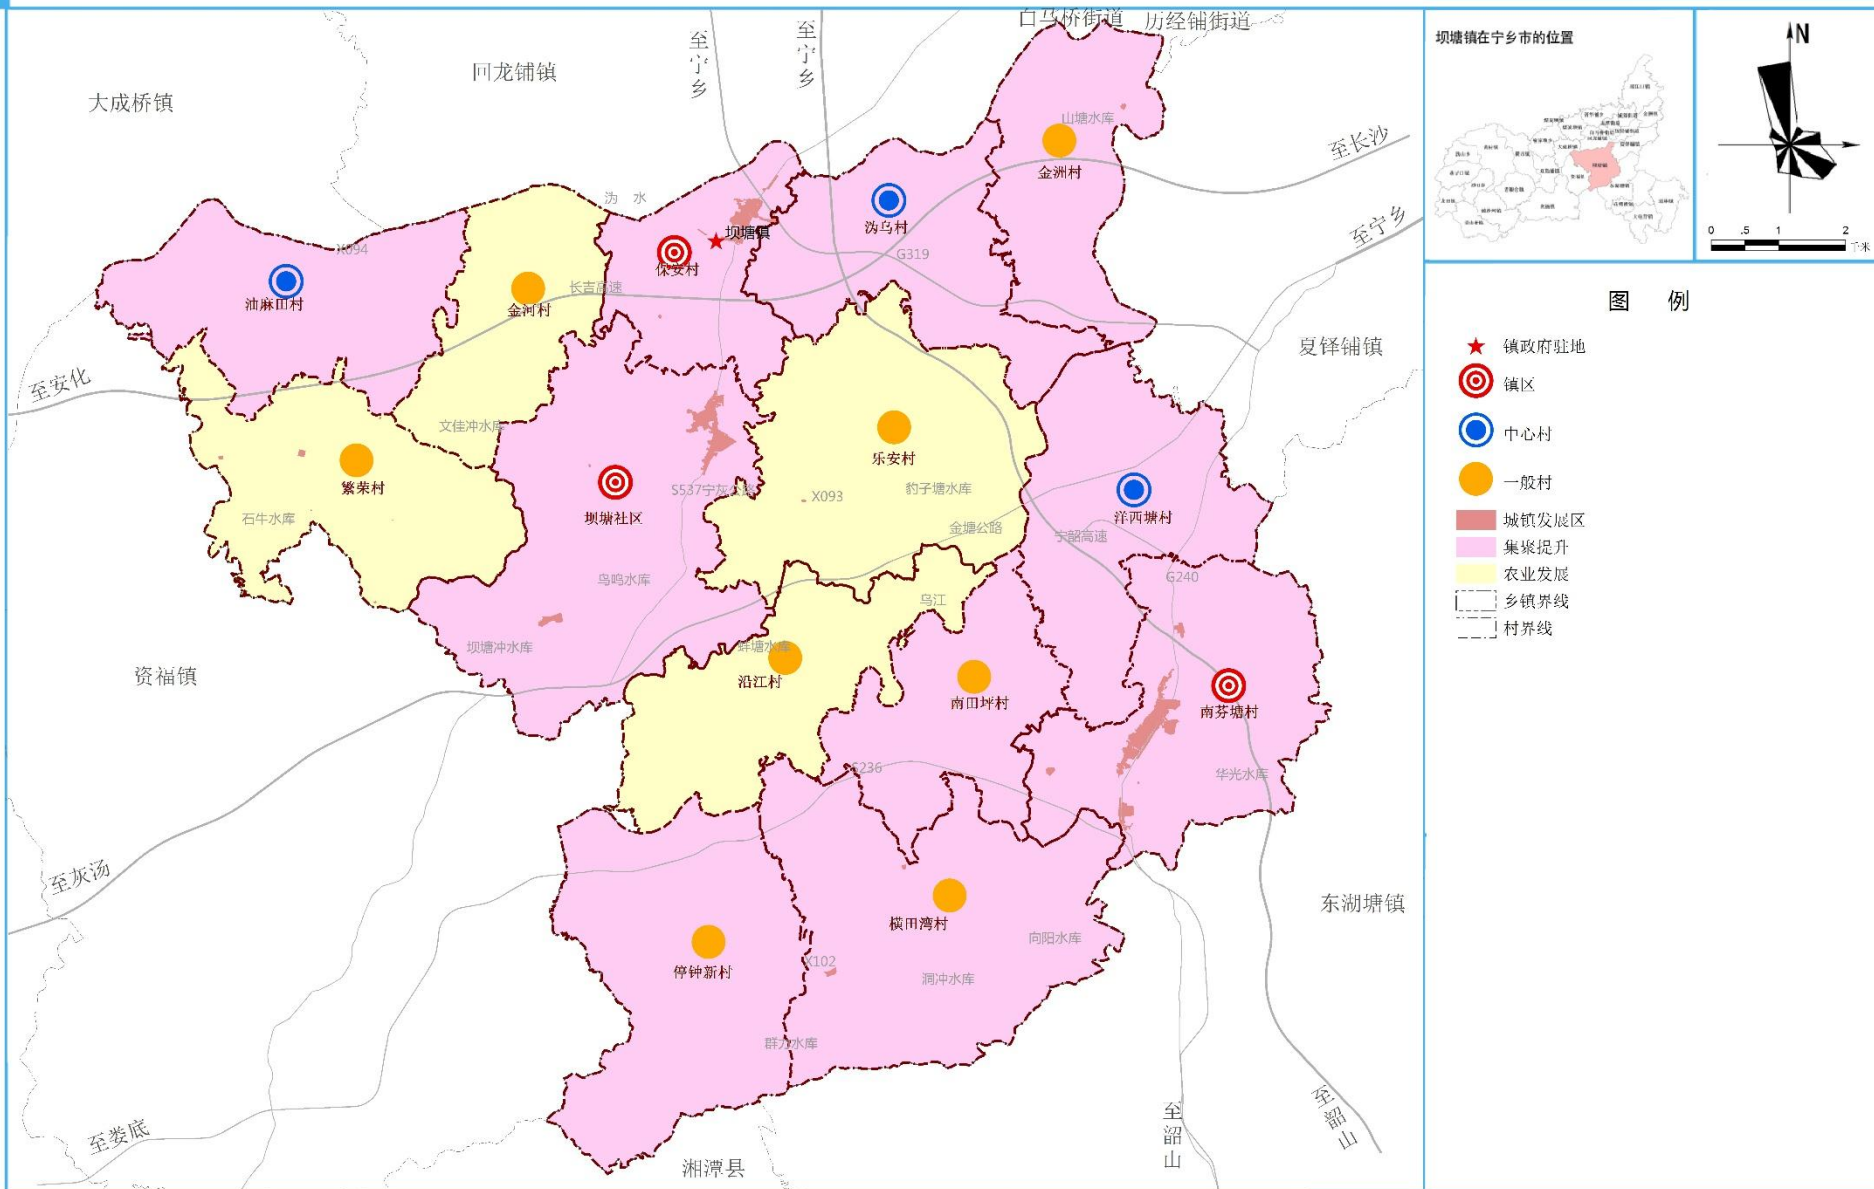 白马桥街道 历经铺街道
回龙铺镇
大成桥镇
至宁乡
至宁乡
至长沙
至宁乡
山塘水库
金洲村
沩 水
坝塘镇
沩乌村
保安村
G319
X094
油麻田村
长吉高速
金河村
夏铎铺镇
至安化
文佳冲水库
乐安村
繁荣村
S537宁灰公路
X093
豹子塘水库
石牛水库
坝塘社区
洋西塘村
金塘公路
宁韶高速
鸟鸣水库
G240
乌江
坝塘冲水库
蚌塘水库
资福镇
沿江村
南田坪村
南芬塘村
S236
华光水库
至灰汤
东湖塘镇
横田湾村
向阳水库
停钟新村
X102
洞冲水库
群力水库
至娄底
至韶山
至韶山
湘潭县
坝塘镇在宁乡市的位置
N
0 .5 1 2
千米
图 例
镇政府驻地
镇区
中心村
一般村
城镇发展区
集聚提升
农业发展
乡镇界线
村界线